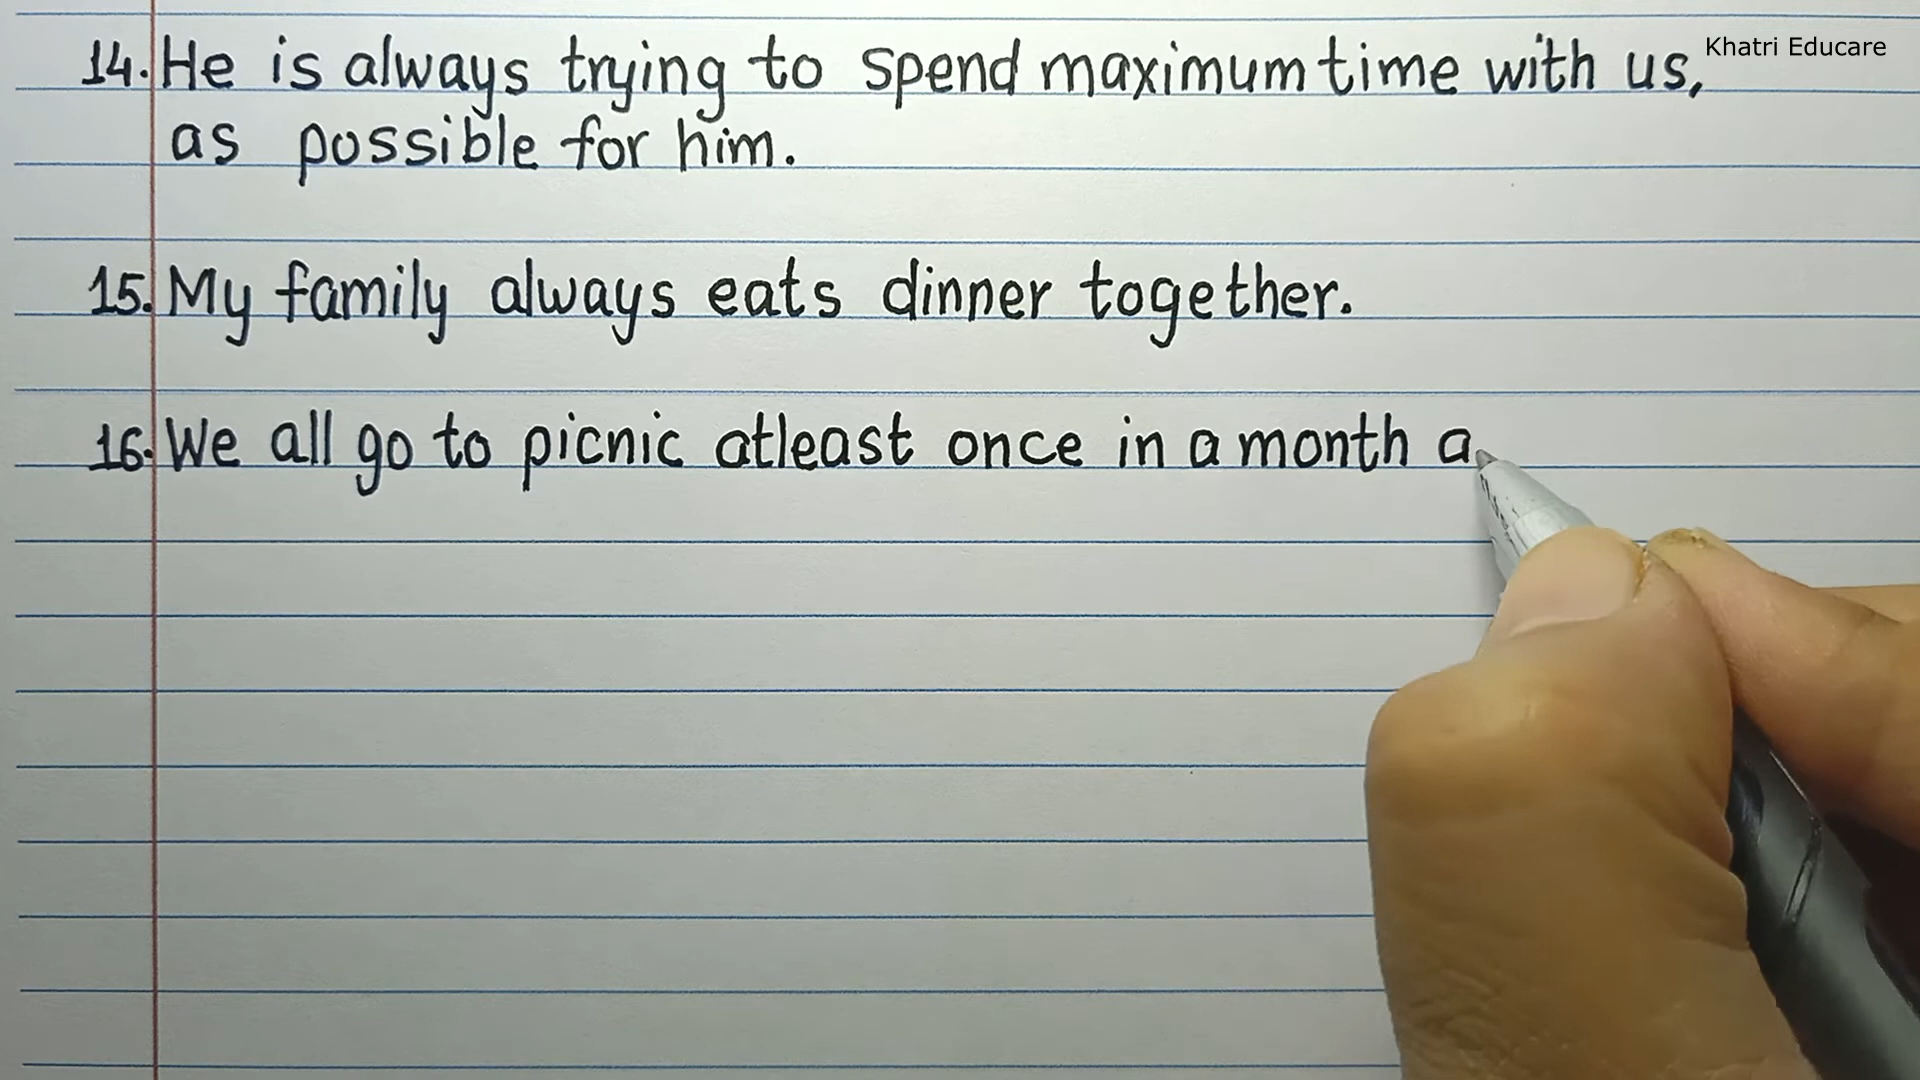 Khatri Educare
14. He is always trying to spend maximum time with us,
as possible for him.
15. My family always eats dinner together.
16. We all go to picnic atleast once in a month a